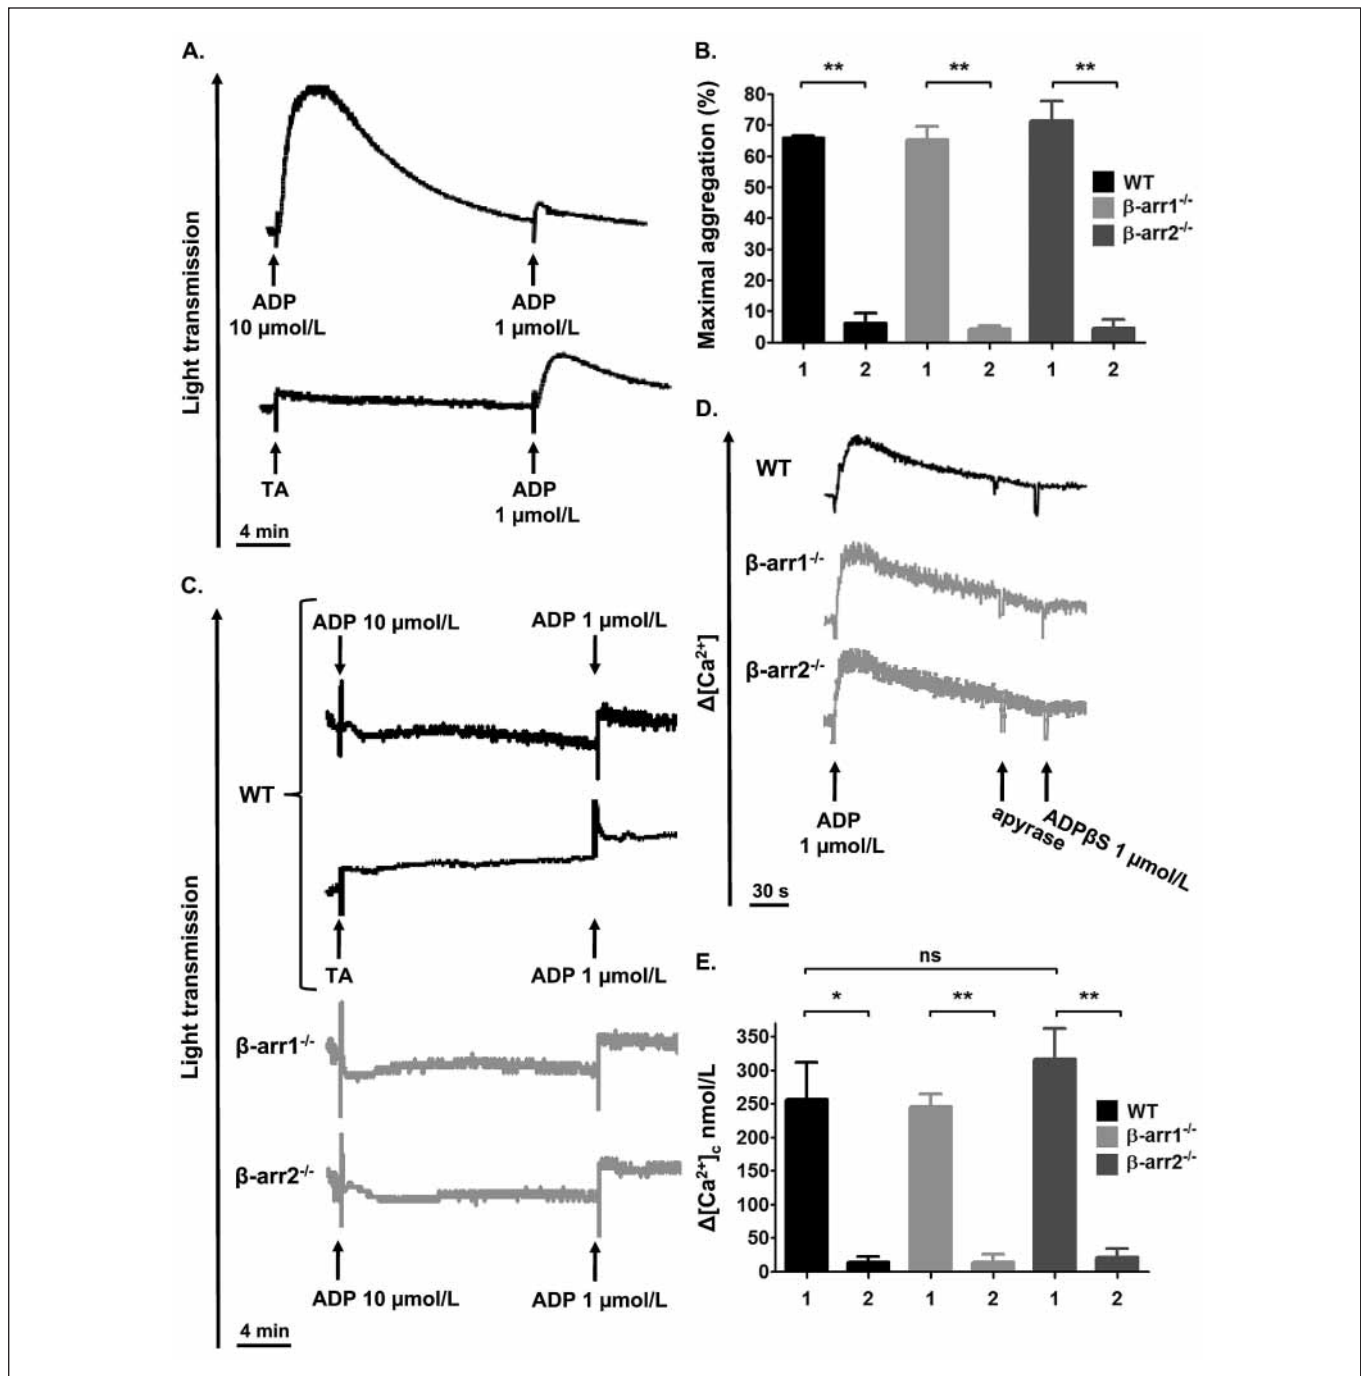 A.
Light transmission
ADP
10 µmol/L
ADP
1 µmol/L
TA
ADP
1 µmol/L
4 min
B.
Maximal aggregation (%)
** ** **
80
70
60
50
40
30
20
10
0
1 2 1 2 1 2
WT
β-arr1-/-
β-arr2-/-
C.
Light transmission
WT
ADP 10 µmol/L ADP 1 µmol/L
TA ADP 1 µmol/L
β-arr1-/-
β-arr2-/-
ADP 10 µmol/L ADP 1 µmol/L
4 min
D.
Δ[Ca2+]
WT
β-arr1-/-
β-arr2-/-
ADP
1 µmol/L
apyrase
ADPβS 1 µmol/L
30 s
E.
Δ[Ca2+]c nmol/L
ns
* ** **
350
300
250
200
150
100
50
0
1 2 1 2 1 2
WT
β-arr1-/-
β-arr2-/-